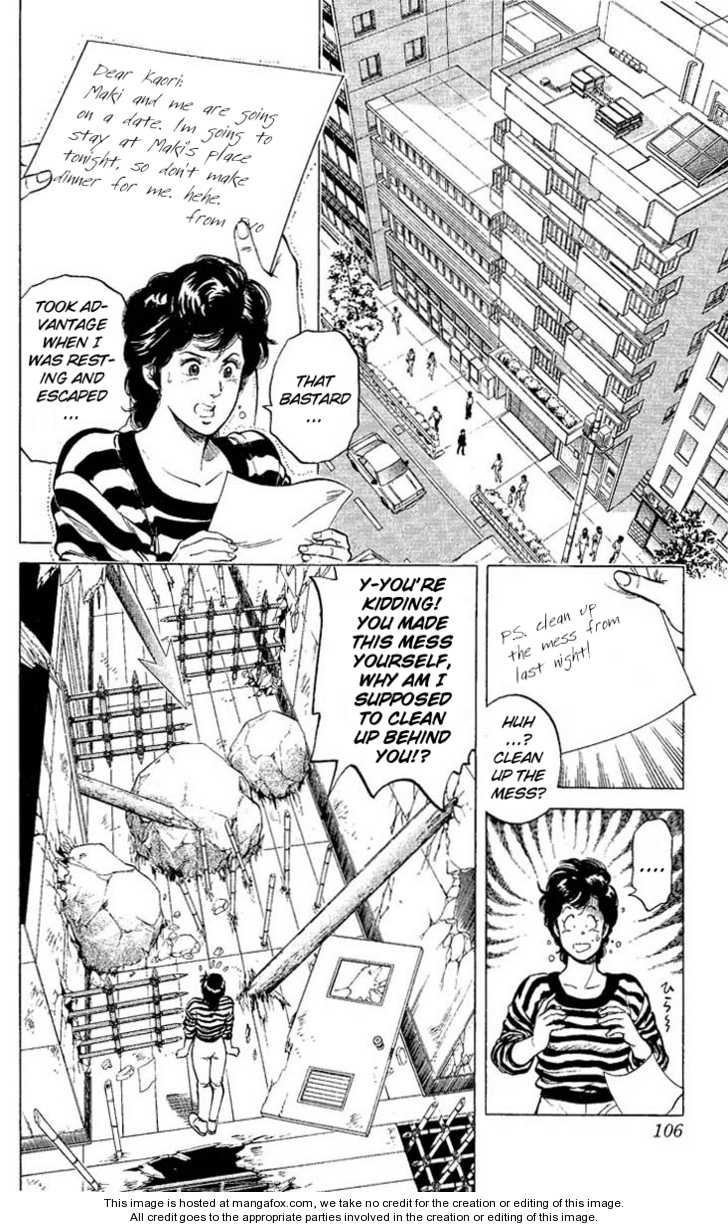 Dear Kaori:
Maki and me are going
on a date. I'm going to
stay at Maki's place
tonight, so don't make
dinner for me. hehe.
from
THAT
BASTARD
...
TOOK AD-
VANTAGE
WHEN I
WAS REST-
ING AND
ESCAPED
...
P.S. clean up
the mess from
last night!
HUH
...?
CLEAN
UP THE
MESS?
....
ひら〜
Y-YOU'RE
KIDDING!
YOU MADE
THIS MESS
YOURSELF,
WHY AM I
SUPPOSED
TO CLEAN
UP BEHIND
YOU!?
106
This image is hosted at mangafox.com, we take no credit for the creation or editing of this image.
All credit goes to the appropriate parties involved in the creation or editing of this image.